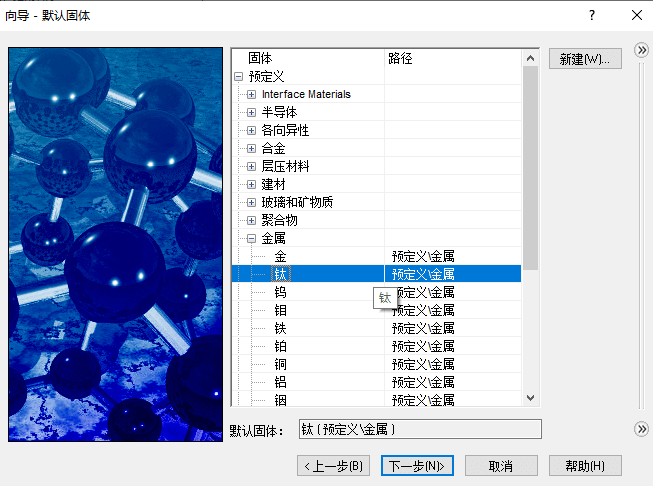 向导 - 默认固体
固体 路径
新建(W)...
预定义
Interface Materials
半导体
各向异性
合金
层压材料
建材
玻璃和矿物质
聚合物
金属
金 预定义\金属
钛 预定义\金属
钨 预定义\金属
钛
钼 预定义\金属
铁 预定义\金属
铂 预定义\金属
铜 预定义\金属
铝 预定义\金属
铟 预定义\金属
默认固体: 钛 ( 预定义\金属 )
<上一步(B) 下一步(N)> 取消 帮助(H)